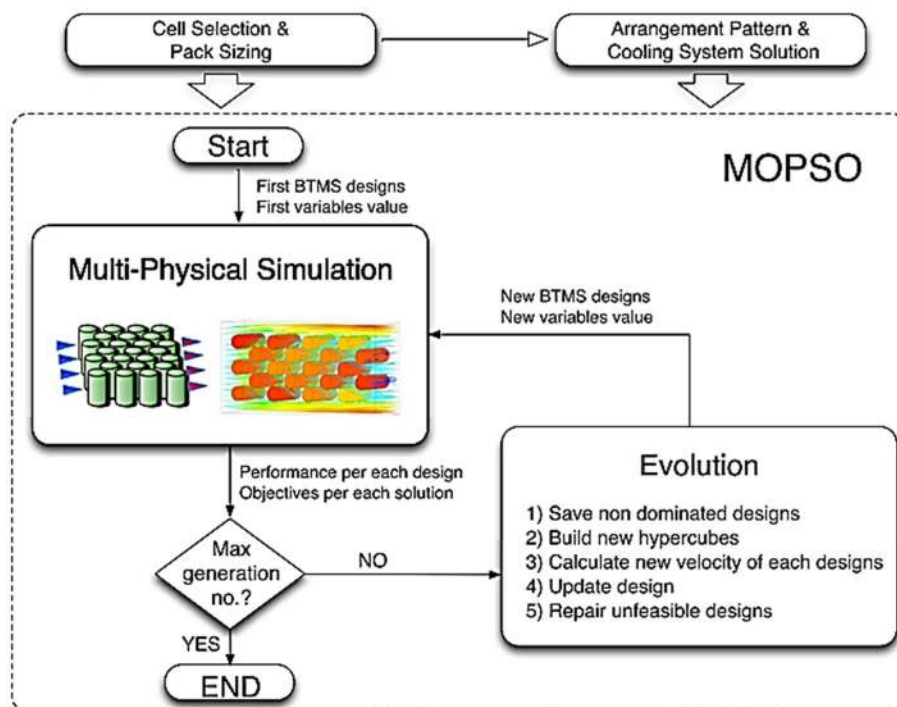 Cell Selection &
Pack Sizing
Arrangement Pattern &
Cooling System Solution
Start
MOPSO
First BTMS designs
First variables value
Multi-Physical Simulation
New BTMS designs
New variables value
Performance per each design
Objectives per each solution
Evolution
1) Save non dominated designs
2) Build new hypercubes
3) Calculate new velocity of each designs
4) Update design
5) Repair unfeasible designs
Max
generation
no.?
NO
YES
END